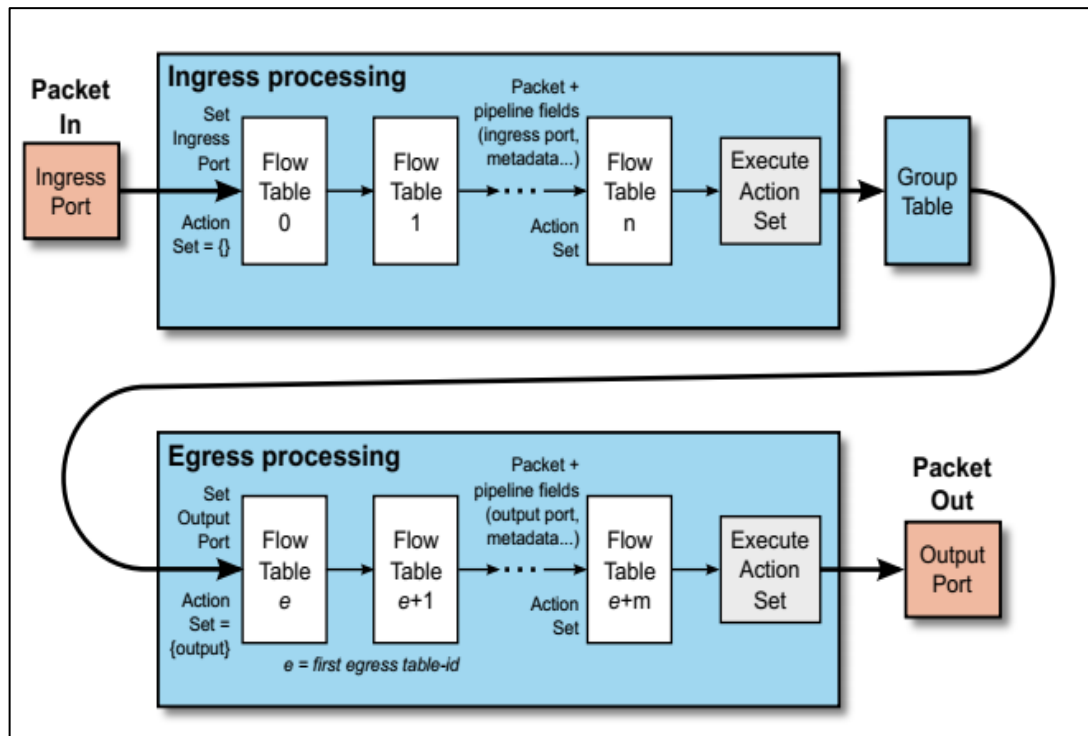 Ingress processing
Packet
In
Ingress
Port
Set
Ingress
Port
Action
Set = {}
Flow
Table
0
Flow
Table
1
Packet +
pipeline fields
(ingress port,
metadata...)
Action
Set
Flow
Table
n
Execute
Action
Set
Group
Table
Egress processing
Set
Output
Port
Action
Set =
{output}
Flow
Table
e
Flow
Table
e+1
e = first egress table-id
Packet +
pipeline fields
(output port,
metadata...)
Action
Set
Flow
Table
e+m
Execute
Action
Set
Packet
Out
Output
Port